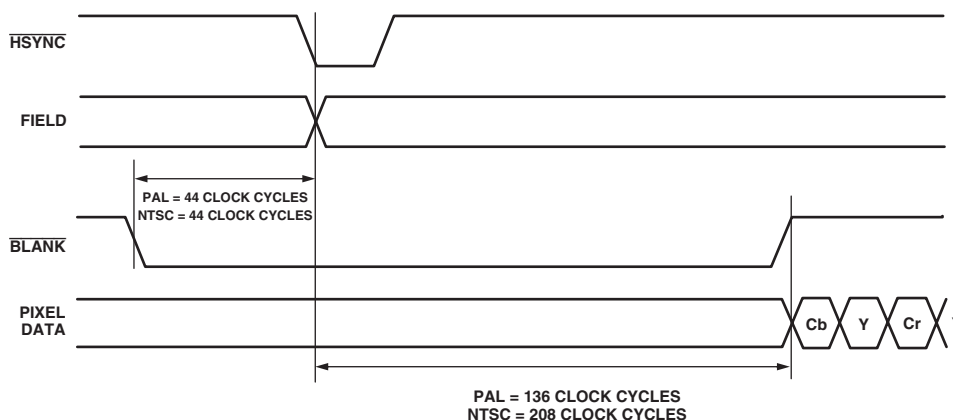 HSYNC
FIELD
PAL = 44 CLOCK CYCLES
NTSC = 44 CLOCK CYCLES
BLANK
PIXEL
DATA
Cb Y Cr
PAL = 136 CLOCK CYCLES
NTSC = 208 CLOCK CYCLES